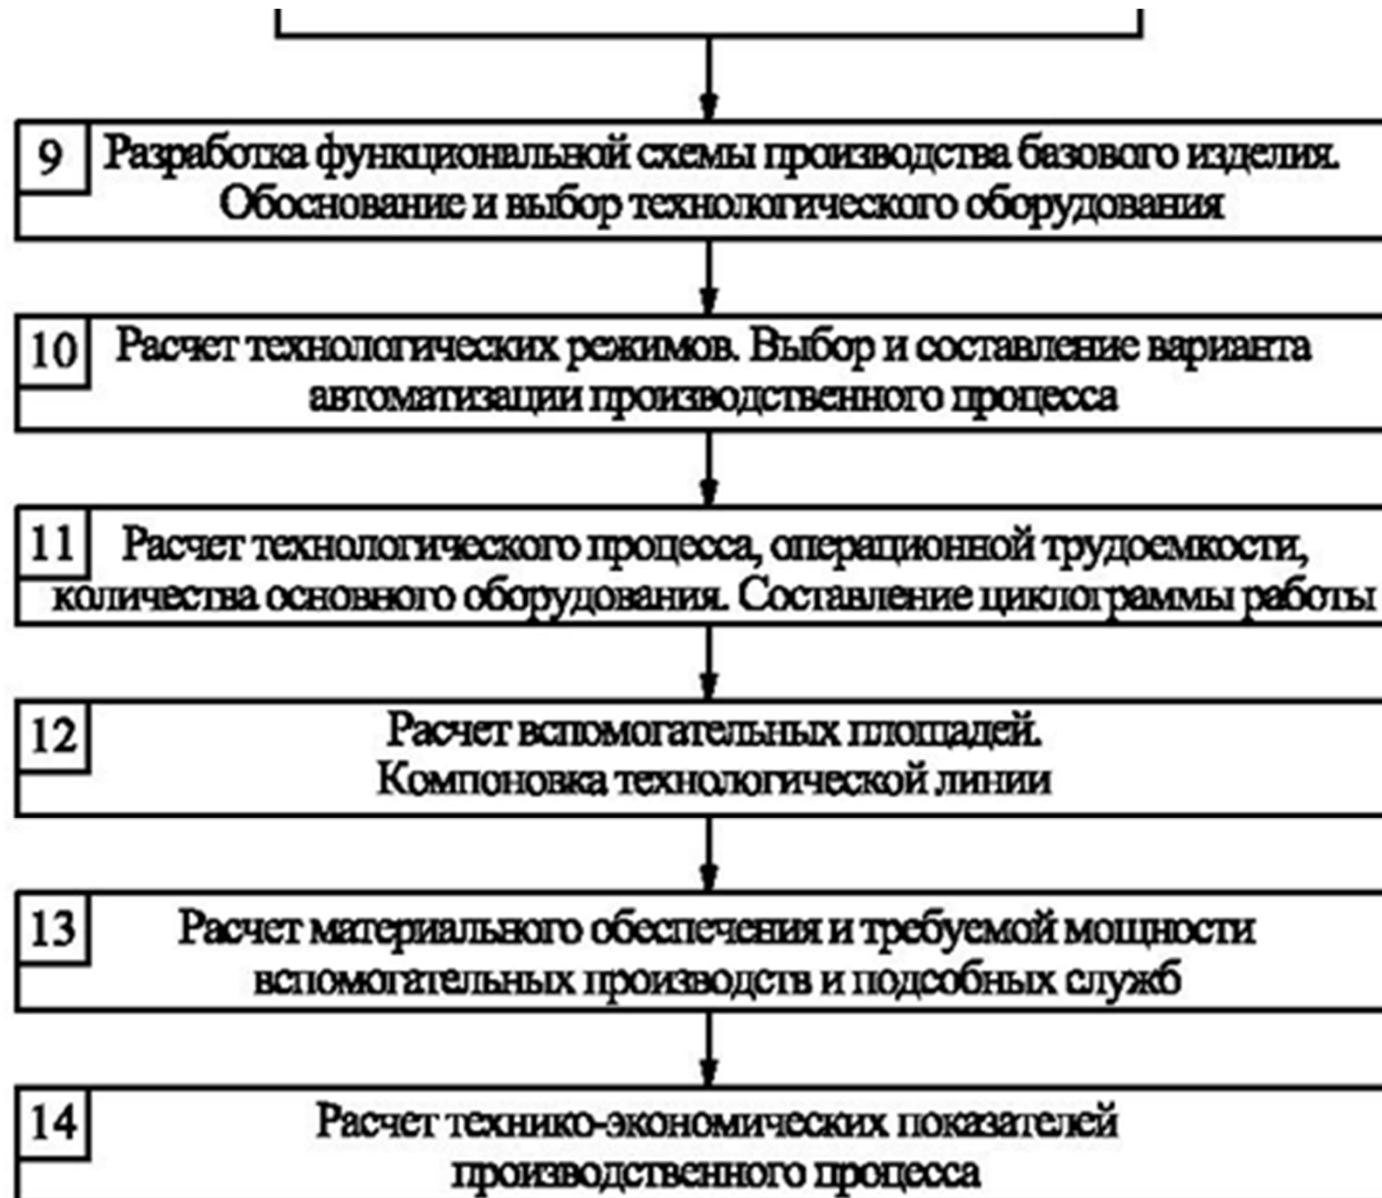 9
Разработка функциональной схемы производства базового изделия.
Обоснование и выбор технологического оборудования
10
Расчет технологических режимов. Выбор и составление варианта
автоматизации производственного процесса
11
Расчет технологического процесса, операционной трудоемкости,
количества основного оборудования. Составление циклограммы работы
12
Расчет вспомогательных площадей.
Компоновка технологической линии
13
Расчет материального обеспечения и требуемой мощности
вспомогательных производств и подсобных служб
14
Расчет технико-экономических показателей
производственного процесса